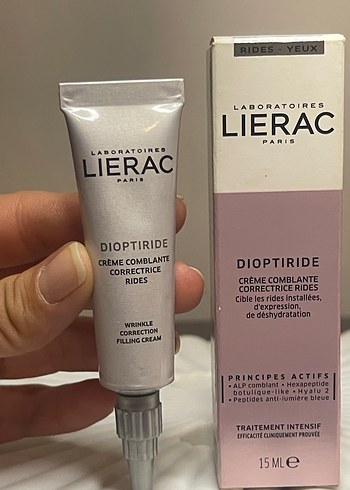 LABORATOIRES
LIERAC
PARIS
DIOPTIRIDE
CRÈME COMBLANTE
CORRECTRICE
RIDES
WRINKLE
CORRECTION
FILLING CREAM
RIDES - YEUX
LABORATOIRES
LIERAC
PARIS
DIOPTIRIDE
CRÈME COMBLANTE
CORRECTRICE RIDES
Cible les rides installées,
d'expression,
de déshydratation
PRINCIPES ACTIFS
• ALP comblant • Hexapeptide
botulique-like • Hyalu 2
• Peptides anti-lumière bleue
TRAITEMENT INTENSIF
EFFICACITÉ CLINIQUEMENT PROUVÉE
15 ML ℮